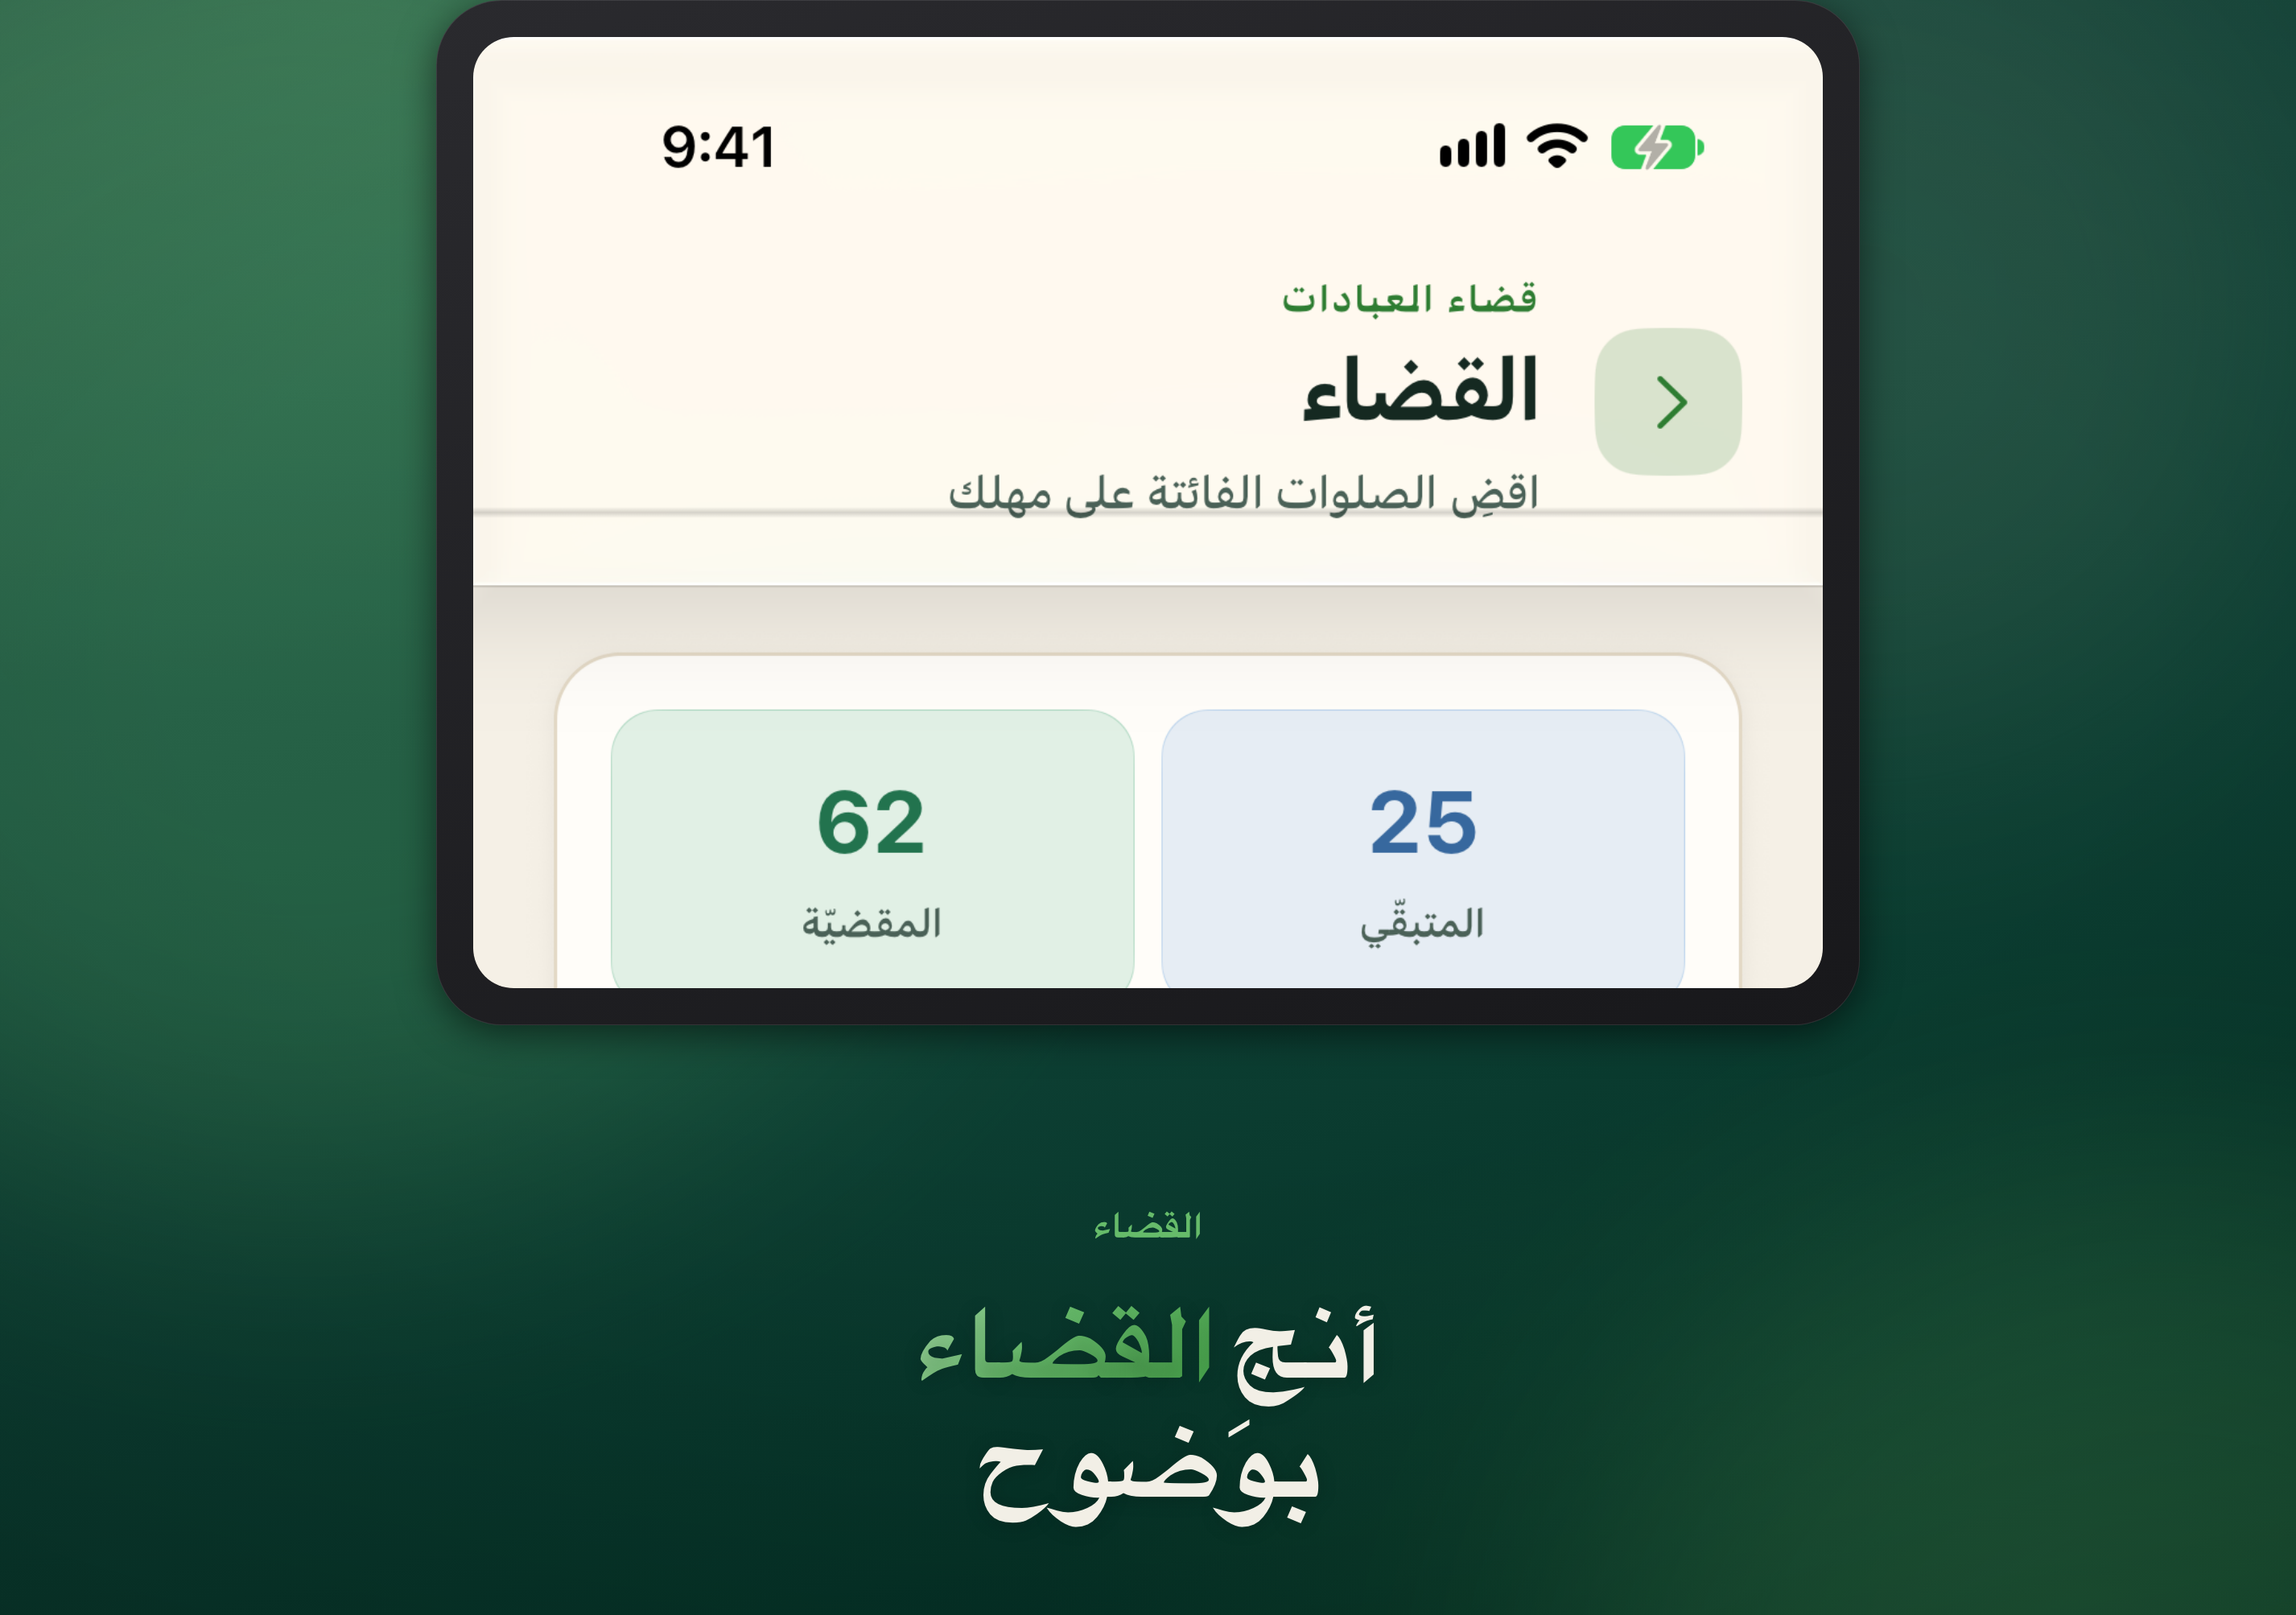 9:41
قضاء العبادات
القضاء
اقضِ الصلوات الفائتة على مهلك
25
المتبقّي
62
المقضيّة
القضاء
أنج القضاء
بوَضوح